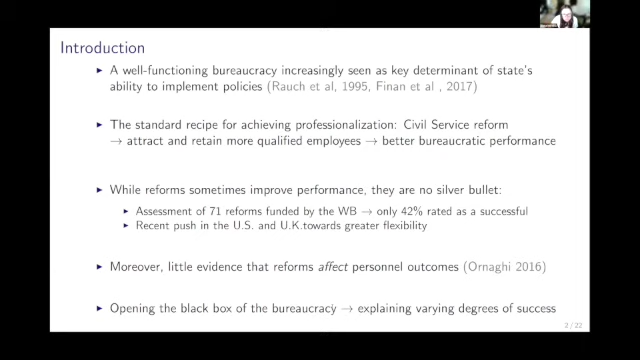 Introduction
▶ A well-functioning bureaucracy increasingly seen as key determinant of state's
ability to implement policies (Rauch et al, 1995, Finan et al , 2017)
▶ The standard recipe for achieving professionalization: Civil Service reform
→ attract and retain more qualified employees → better bureaucratic performance
▶ While reforms sometimes improve performance, they are no silver bullet:
▶ Assessment of 71 reforms funded by the WB → only 42% rated as a successful
▶ Recent push in the U.S. and U.K.towards greater flexibility
▶ Moreover, little evidence that reforms affect personnel outcomes (Ornaghi 2016)
▶ Opening the black box of the bureaucracy → explaining varying degrees of success
2 / 22